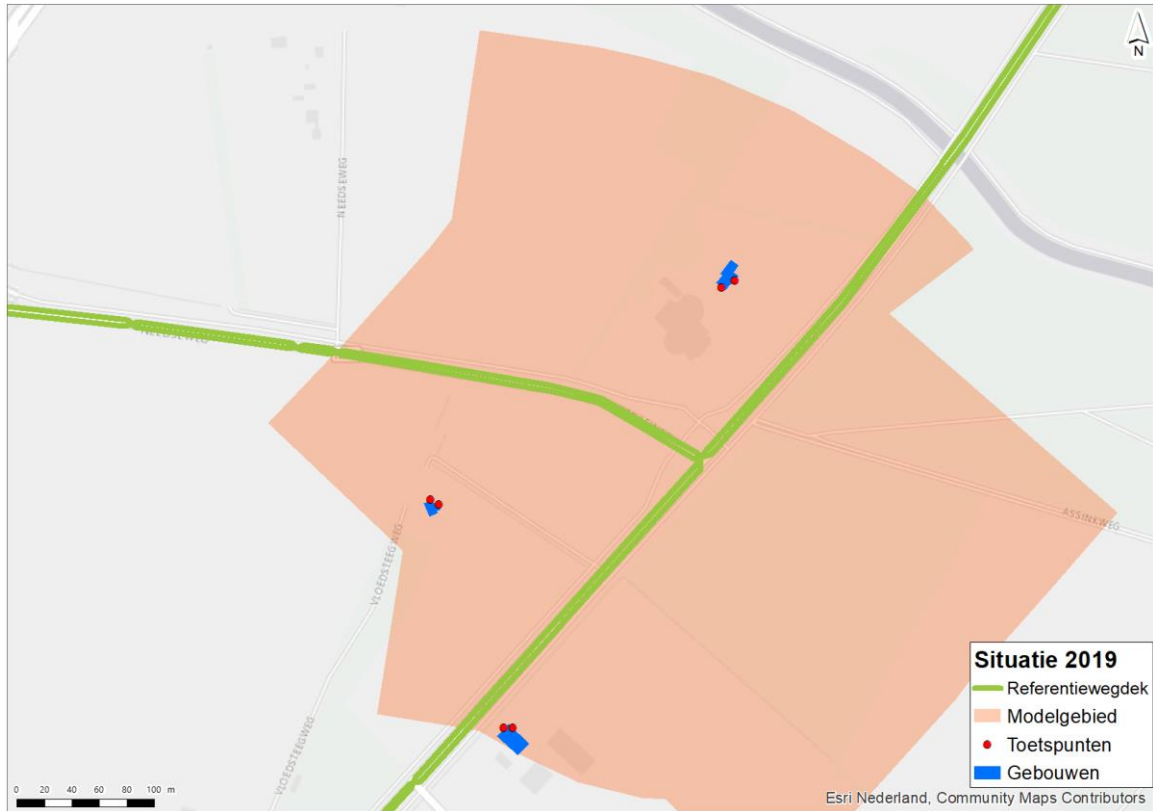 N
NEEDSEWEG
ASSINKWEG
VLOEDSTEEGWEG
VLOEDSTEEGWEG
Situatie 2019
Referentiewegdek
Modelgebied
Toetspunten
Gebouwen
0 20 40 60 80 100 m
Esri Nederland, Community Maps Contributors